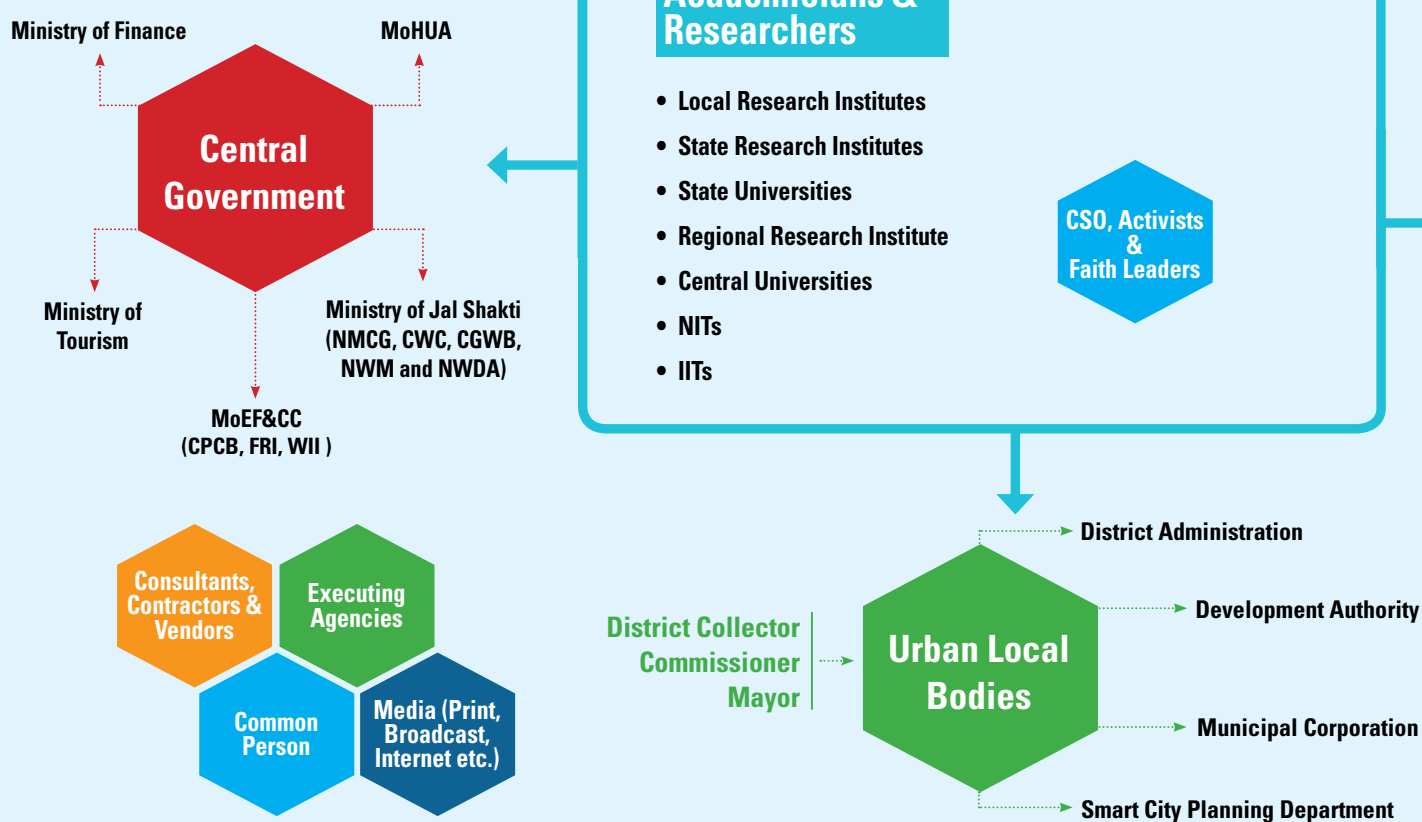 Ministry of Finance
MoHUA
Central
Government
Ministry of
Tourism
Ministry of Jal Shakti
(NMCG, CWC, CGWB,
NWM and NWDA)
MoEF&CC
(CPCB, FRI, WII )
Academicians &
Researchers
• Local Research Institutes
• State Research Institutes
• State Universities
• Regional Research Institute
• Central Universities
• NITs
• IITs
CSO, Activists
&
Faith Leaders
Consultants,
Contractors &
Vendors
Executing
Agencies
Common
Person
Media (Print,
Broadcast,
Internet etc.)
District Collector
Commissioner
Mayor
Urban Local
Bodies
District Administration
Development Authority
Municipal Corporation
Smart City Planning Department